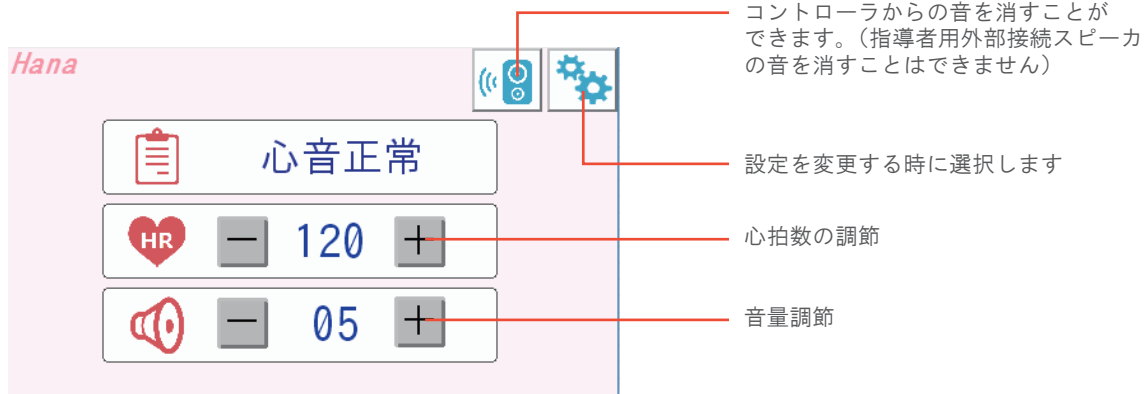 コントローラからの音を消すことが
できます。（指導者用外部接続スピーカ
の音を消すことはできません）
Hana
設定を変更する時に選択します
心音正常
HR － 120 ＋
心拍数の調節
－ 05 ＋
音量調節